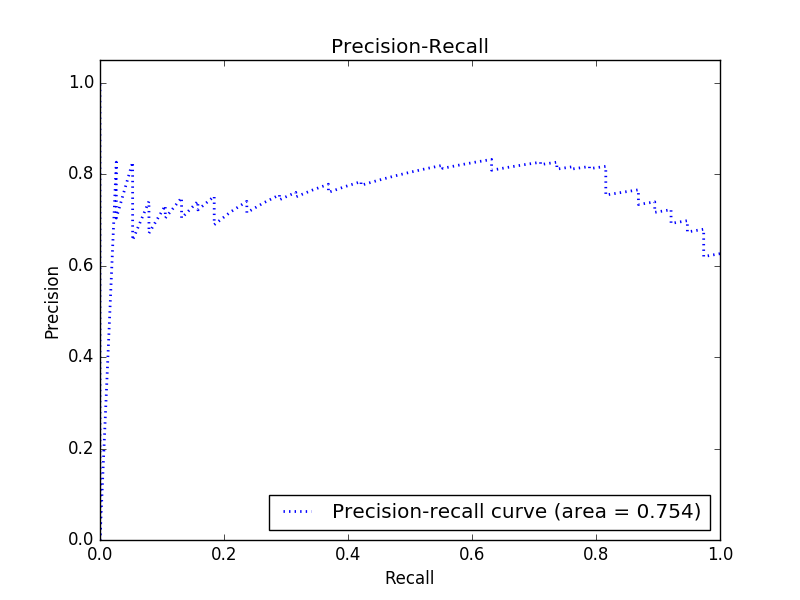 Precision-Recall
1.0
0.8
0.6
0.4
0.2
0.0
Precision
0.0 0.2 0.4 0.6 0.8 1.0
Recall
Precision-recall curve (area = 0.754)